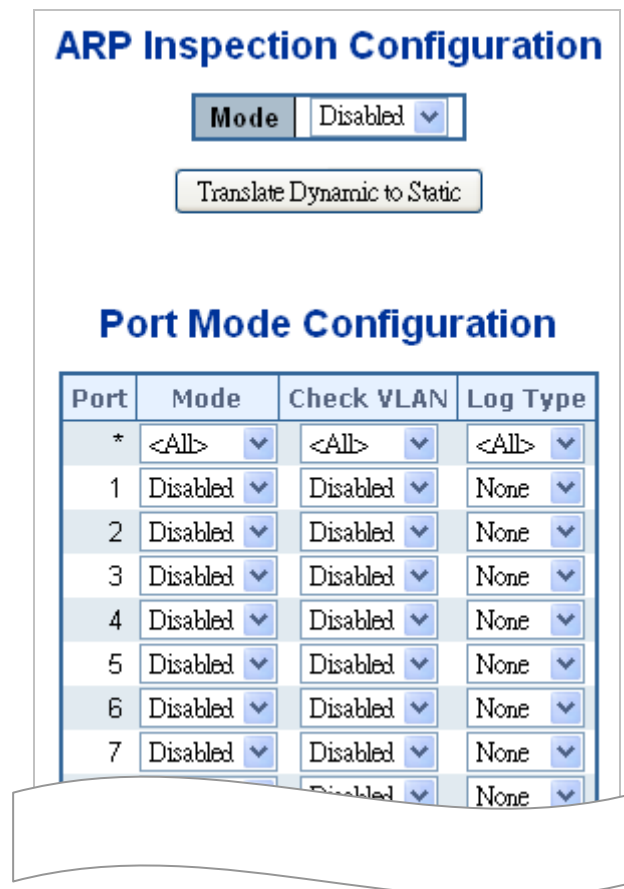 ARP Inspection Configuration
Mode Disabled
Translate Dynamic to Static
Port Mode Configuration
Port Mode Check VLAN Log Type
* <All> <All> <All>
1 Disabled Disabled None
2 Disabled Disabled None
3 Disabled Disabled None
4 Disabled Disabled None
5 Disabled Disabled None
6 Disabled Disabled None
7 Disabled Disabled None
Disabled None